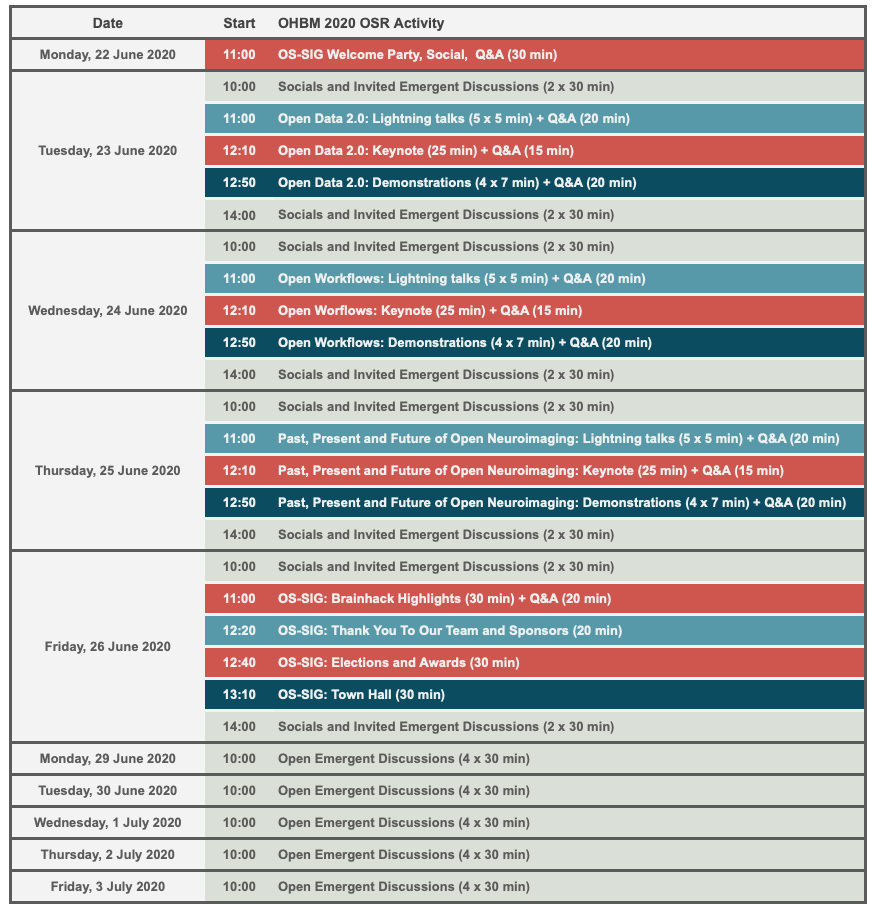 Date Start OHBM 2020 OSR Activity
Monday, 22 June 2020 11:00 OS-SIG Welcome Party, Social, Q&A (30 min)
Tuesday, 23 June 2020
10:00 Socials and Invited Emergent Discussions (2 x 30 min)
11:00 Open Data 2.0: Lightning talks (5 x 5 min) + Q&A (20 min)
12:10 Open Data 2.0: Keynote (25 min) + Q&A (15 min)
12:50 Open Data 2.0: Demonstrations (4 x 7 min) + Q&A (20 min)
14:00 Socials and Invited Emergent Discussions (2 x 30 min)
Wednesday, 24 June 2020
10:00 Socials and Invited Emergent Discussions (2 x 30 min)
11:00 Open Workflows: Lightning talks (5 x 5 min) + Q&A (20 min)
12:10 Open Worflows: Keynote (25 min) + Q&A (15 min)
12:50 Open Workflows: Demonstrations (4 x 7 min) + Q&A (20 min)
14:00 Socials and Invited Emergent Discussions (2 x 30 min)
Thursday, 25 June 2020
10:00 Socials and Invited Emergent Discussions (2 x 30 min)
11:00 Past, Present and Future of Open Neuroimaging: Lightning talks (5 x 5 min) + Q&A (20 min)
12:10 Past, Present and Future of Open Neuroimaging: Keynote (25 min) + Q&A (15 min)
12:50 Past, Present and Future of Open Neuroimaging: Demonstrations (4 x 7 min) + Q&A (20 min)
14:00 Socials and Invited Emergent Discussions (2 x 30 min)
Friday, 26 June 2020
10:00 Socials and Invited Emergent Discussions (2 x 30 min)
11:00 OS-SIG: Brainhack Highlights (30 min) + Q&A (20 min)
12:20 OS-SIG: Thank You To Our Team and Sponsors (20 min)
12:40 OS-SIG: Elections and Awards (30 min)
13:10 OS-SIG: Town Hall (30 min)
14:00 Socials and Invited Emergent Discussions (2 x 30 min)
Monday, 29 June 2020 10:00 Open Emergent Discussions (4 x 30 min)
Tuesday, 30 June 2020 10:00 Open Emergent Discussions (4 x 30 min)
Wednesday, 1 July 2020 10:00 Open Emergent Discussions (4 x 30 min)
Thursday, 2 July 2020 10:00 Open Emergent Discussions (4 x 30 min)
Friday, 3 July 2020 10:00 Open Emergent Discussions (4 x 30 min)